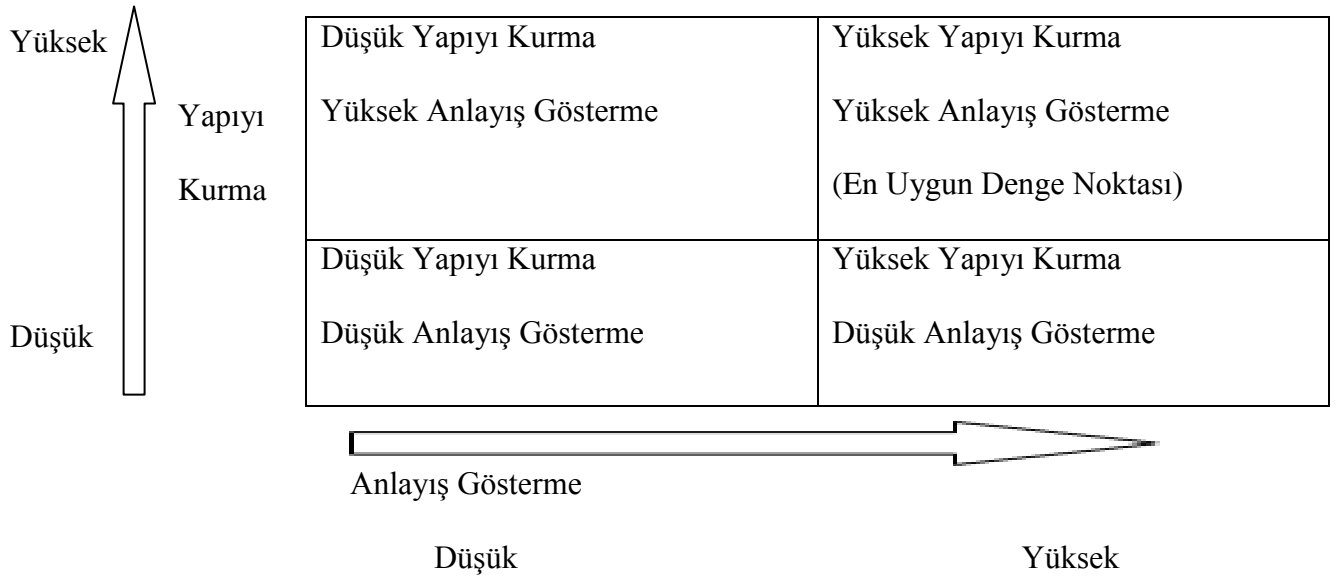 Yüksek
Yapıyı
Kurma
Düşük
Düşük Yapıyı Kurma
Yüksek Anlayış Gösterme
Yüksek Yapıyı Kurma
Yüksek Anlayış Gösterme
(En Uygun Denge Noktası)
Düşük Yapıyı Kurma
Düşük Anlayış Gösterme
Yüksek Yapıyı Kurma
Düşük Anlayış Gösterme
Anlayış Gösterme
Düşük
Yüksek